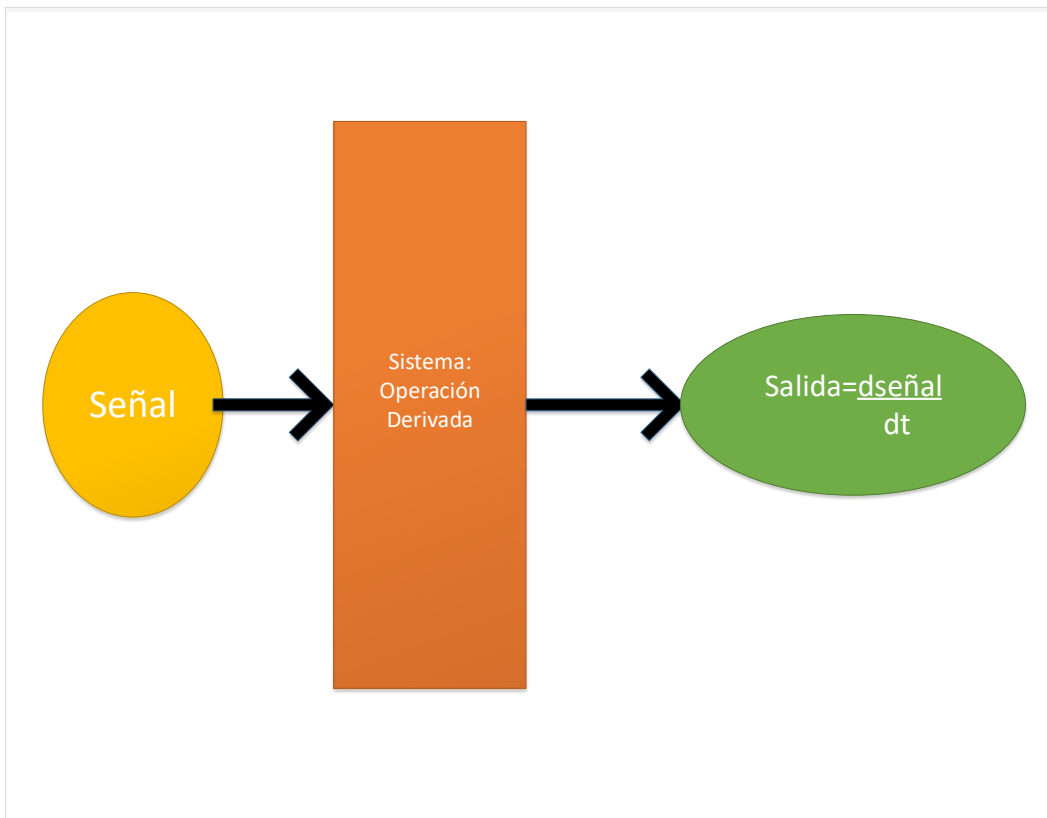 Señal
Sistema:
Operación
Derivada
Salida=dseñal
dt